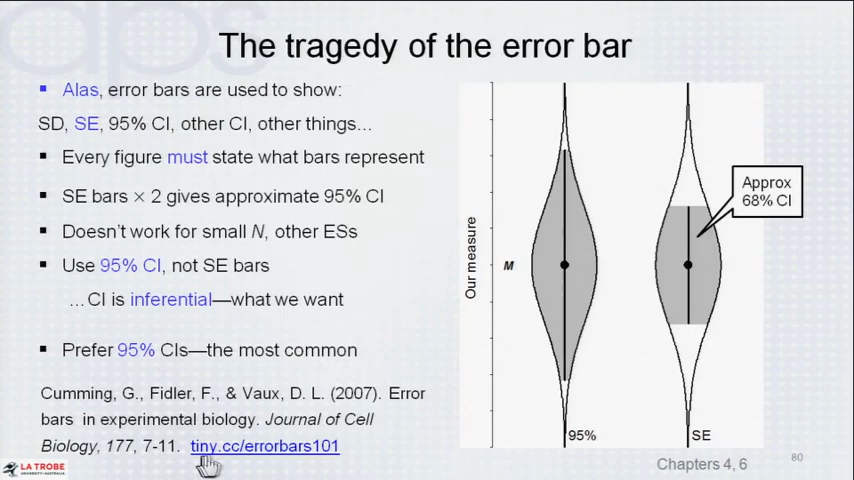 aps
The tragedy of the error bar
▪ Alas, error bars are used to show:
SD, SE, 95% CI, other CI, other things...
▪ Every figure must state what bars represent
▪ SE bars × 2 gives approximate 95% CI
▪ Doesn't work for small N, other ESs
▪ Use 95% CI, not SE bars
...CI is inferential—what we want
▪ Prefer 95% CIs—the most common
Cumming, G., Fidler, F., & Vaux, D. L. (2007). Error
bars in experimental biology. Journal of Cell
Biology, 177, 7-11. tiny.cc/errorbars101
Our measure
M
Approx
68% CI
95%
SE
LA TROBE
UNIVERSITY AUSTRALIA
Chapters 4, 6
80